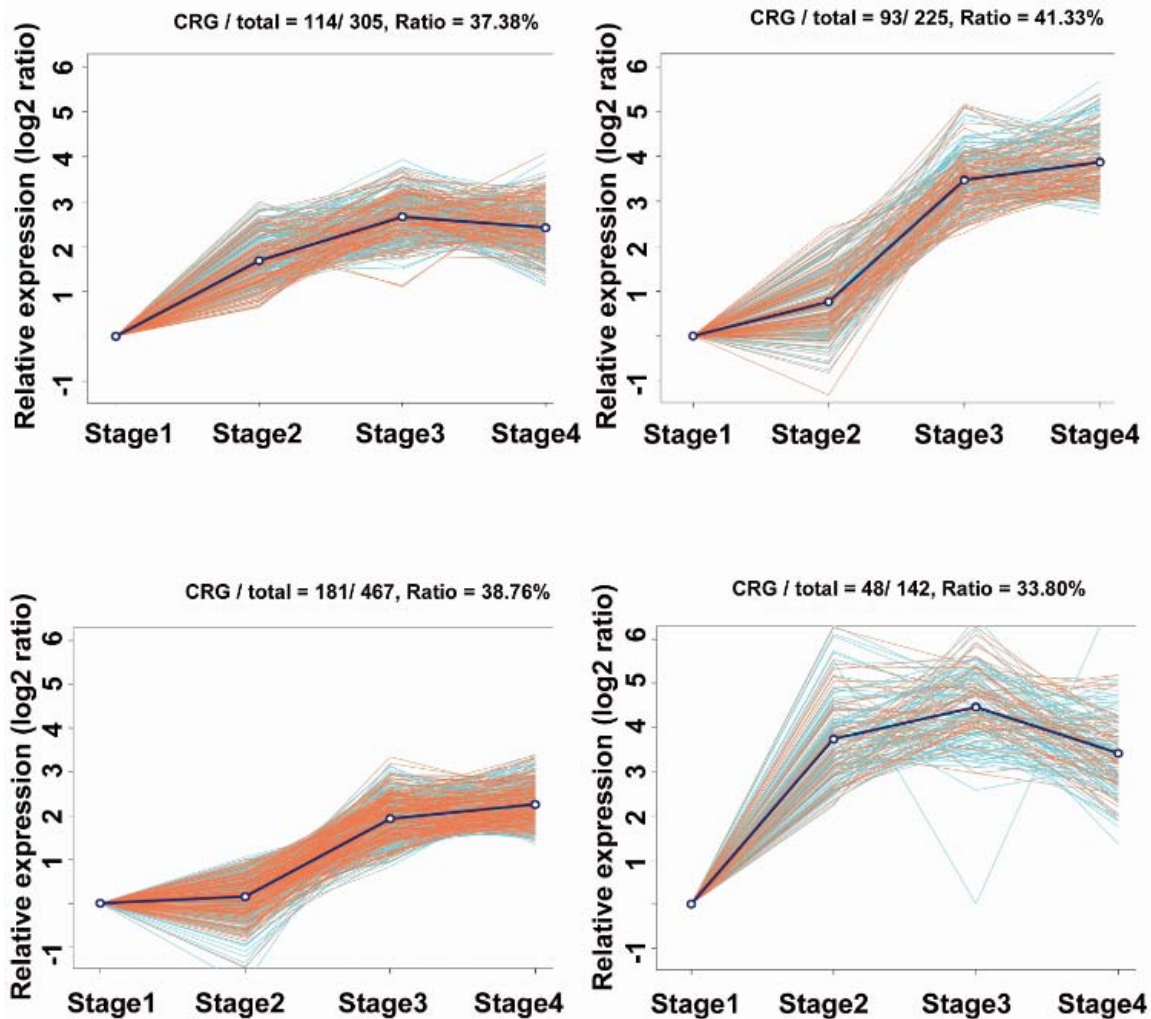 CRG / total = 114/ 305, Ratio = 37.38%
Relative expression (log2 ratio)
6
5
4
3
2
1
-1
Stage1 Stage2 Stage3 Stage4
CRG / total = 93/ 225, Ratio = 41.33%
Relative expression (log2 ratio)
6
5
4
3
2
1
-1
Stage1 Stage2 Stage3 Stage4
CRG / total = 181/ 467, Ratio = 38.76%
Relative expression (log2 ratio)
6
5
4
3
2
1
-1
Stage1 Stage2 Stage3 Stage4
CRG / total = 48/ 142, Ratio = 33.80%
Relative expression (log2 ratio)
6
5
4
3
2
1
-1
Stage1 Stage2 Stage3 Stage4